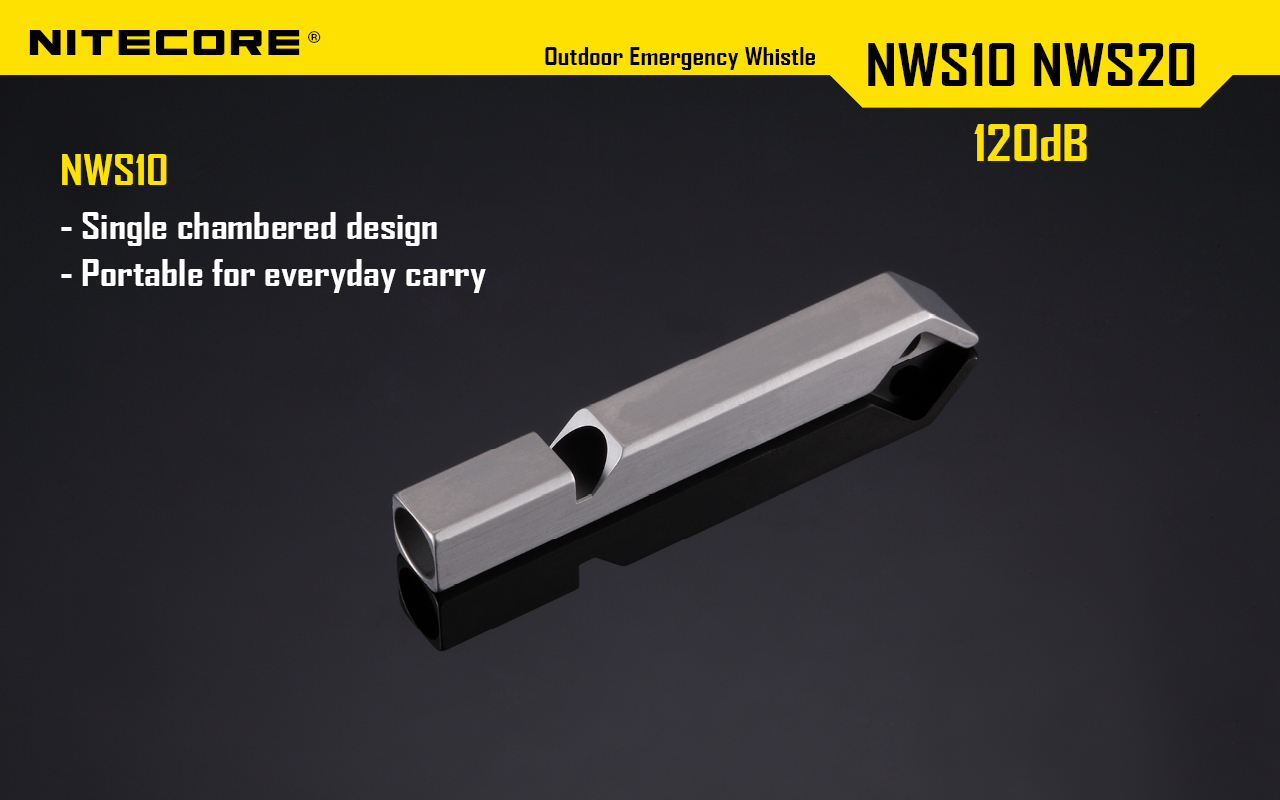 NITECORE®
Outdoor Emergency Whistle
NWS10 NWS20
120dB
NWS10
- Single chambered design
- Portable for everyday carry